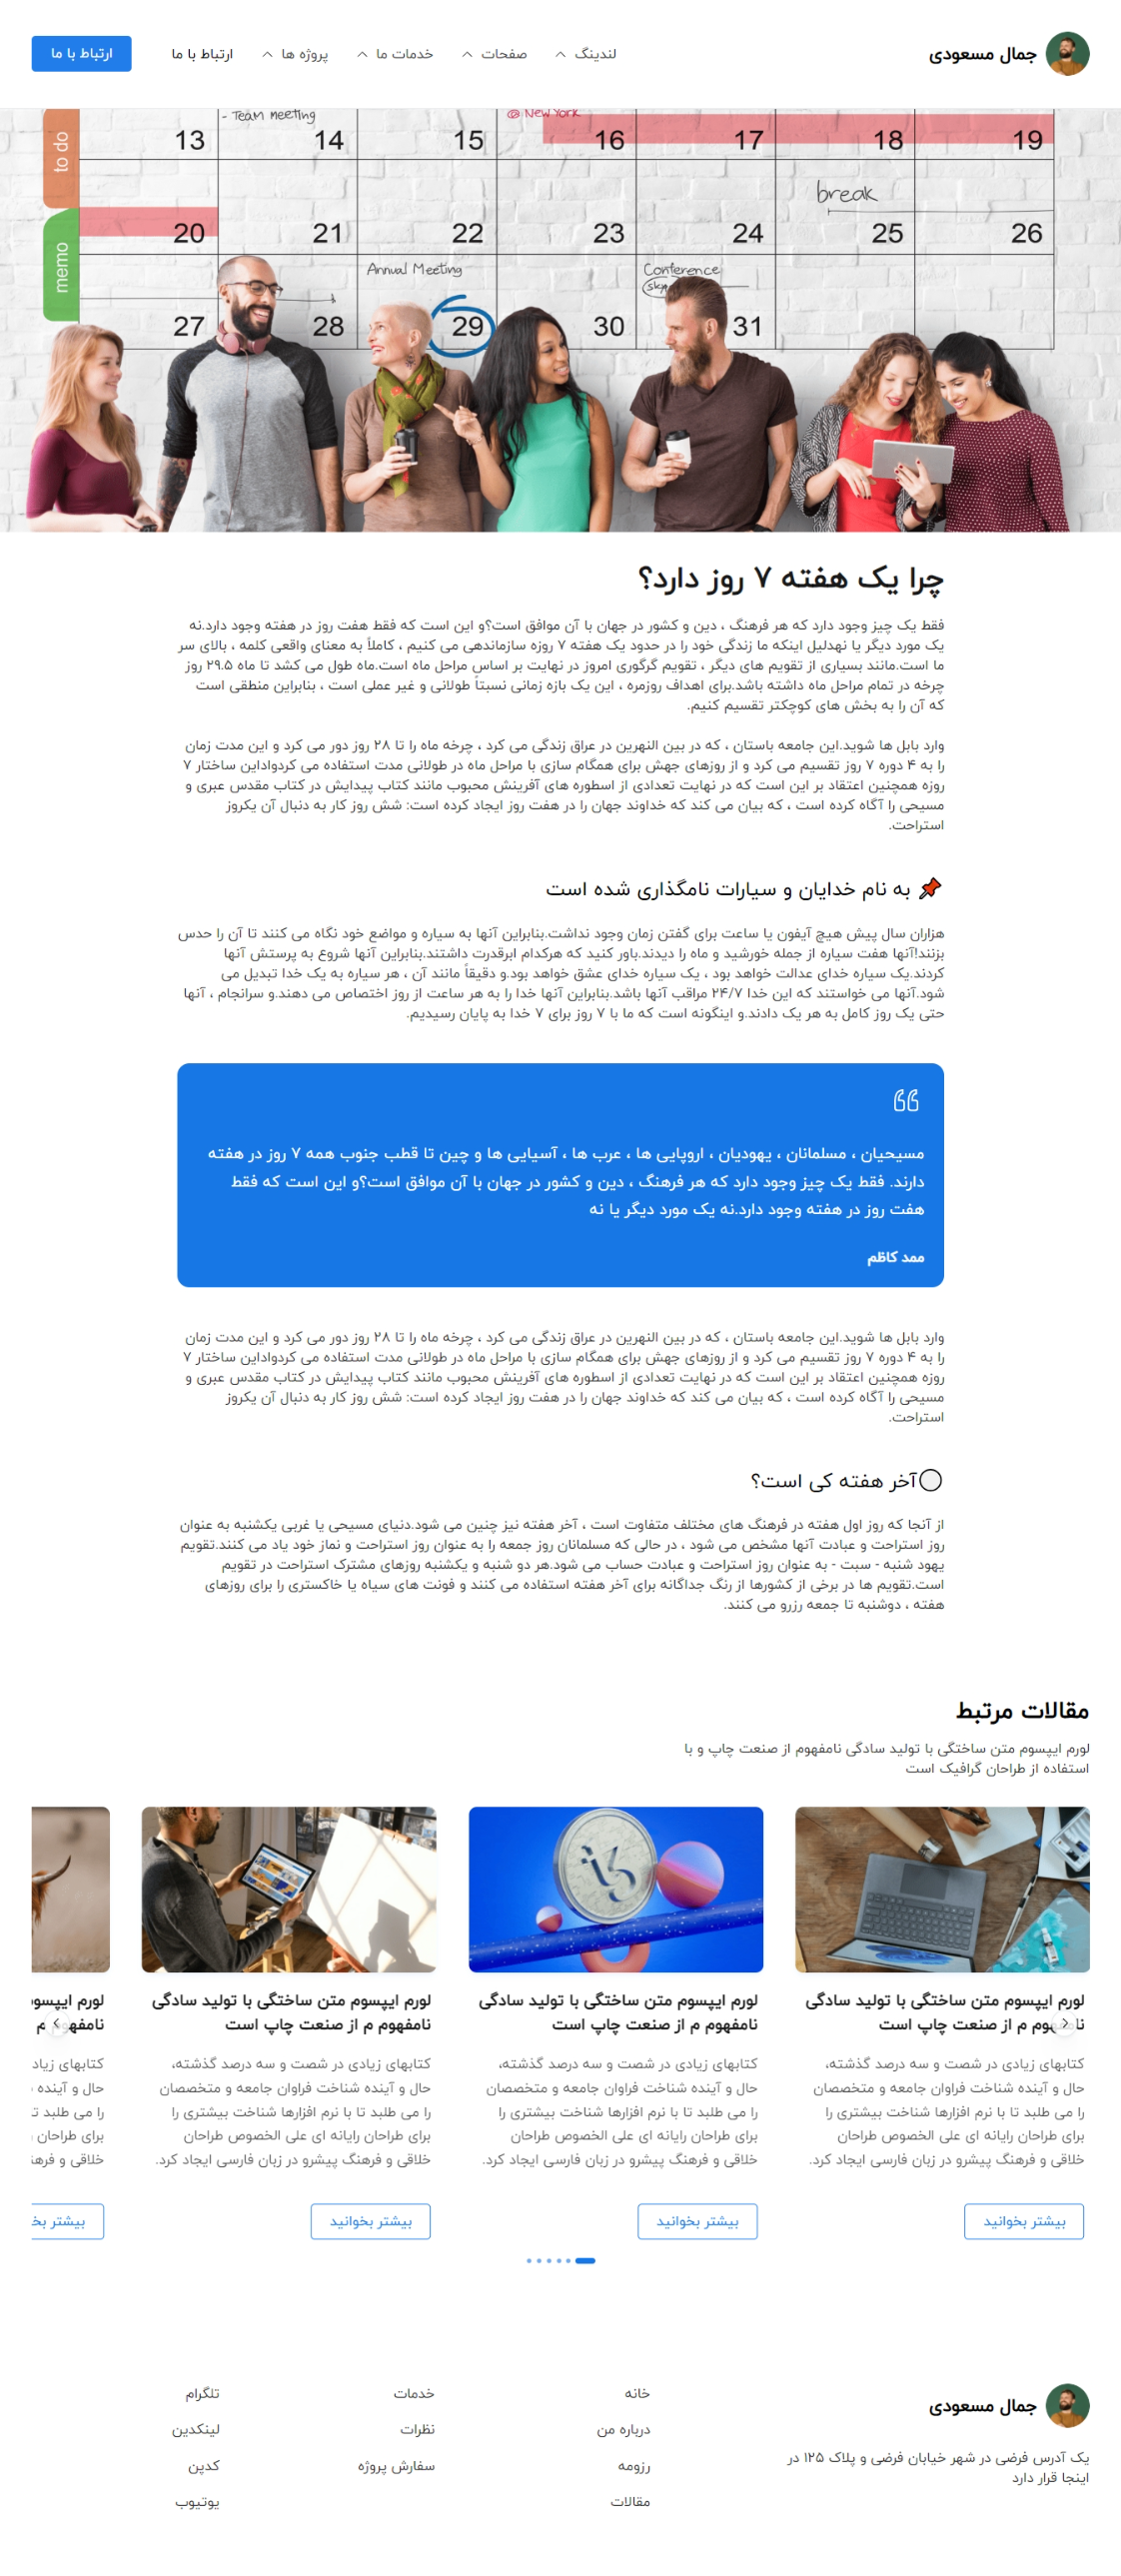 جمال مسعودی
لندینگ
صفحات
خدمات ما
پروژه ها
ارتباط با ما
ارتباط با ما
- Team meeting
@ New York
to do
13 14 15 16 17 18 19
break
memo
20 21 22 23 24 25 26
Annual Meeting
Conference
27 28 29 30 31
چرا یک هفته ۷ روز دارد؟
فقط یک چیز وجود دارد که هر فرهنگ ، دین و کشور در جهان با آن موافق است؟و این است که فقط هفت روز در هفته وجود دارد.نه
یک مورد دیگر یا نهدلیل اینکه ما زندگی خود را در حدود یک هفته ۷ روزه سازماندهی می کنیم ، کاملاً به معنای واقعی کلمه ، بالای سر
ما است.مانند بسیاری از تقویم های دیگر ، تقویم گرگوری امروز در نهایت بر اساس مراحل ماه است.ماه طول می کشد تا ماه ۲۹.۵ روز
چرخه در تمام مراحل ماه داشته باشد.برای اهداف روزمره ، این یک بازه زمانی نسبتاً طولانی و غیر عملی است ، بنابراین منطقی است
که آن را به بخش های کوچکتر تقسیم کنیم.
وارد بابل ها شوید.این جامعه باستان ، که در بین النهرین در عراق زندگی می کرد ، چرخه ماه را تا ۲۸ روز دور می کرد و این مدت زمان
را به ۴ دوره ۷ روز تقسیم می کرد و از روزهای جهش برای همگام سازی با مراحل ماه در طولانی مدت استفاده می کردواداین ساختار ۷
روزه همچنین اعتقاد بر این است که در نهایت تعدادی از اسطوره های آفرینش محبوب مانند کتاب پیدایش در کتاب مقدس عبری و
مسیحی را آگاه کرده است ، که بیان می کند که خداوند جهان را در هفت روز ایجاد کرده است: شش روز کار به دنبال آن یکروز
استراحت.
📌 به نام خدایان و سیارات نامگذاری شده است
هزاران سال پیش هیچ آیفون یا ساعت برای گفتن زمان وجود نداشت.بنابراین آنها به سیاره و مواضع خود نگاه می کنند تا آن را حدس
بزنند!آنها هفت سیاره از جمله خورشید و ماه را دیدند.باور کنید که هرکدام ابرقدرت داشتند.بنابراین آنها شروع به پرستش آنها
کردند.یک سیاره خدای عدالت خواهد بود ، یک سیاره خدای عشق خواهد بود.و دقیقاً مانند آن ، هر سیاره به یک خدا تبدیل می
شود.آنها می خواستند که این خدا ۲۴/۷ مراقب آنها باشد.بنابراین آنها خدا را به هر ساعت از روز اختصاص می دهند.و سرانجام ، آنها
حتی یک روز کامل به هر یک دادند.و اینگونه است که ما با ۷ روز برای ۷ خدا به پایان رسیدیم.
مسیحیان ، مسلمانان ، یهودیان ، اروپایی ها ، عرب ها ، آسیایی ها و چین تا قطب جنوب همه ۷ روز در هفته
دارند. فقط یک چیز وجود دارد که هر فرهنگ ، دین و کشور در جهان با آن موافق است؟و این است که فقط
هفت روز در هفته وجود دارد.نه یک مورد دیگر یا نه
ممد کاظم
وارد بابل ها شوید.این جامعه باستان ، که در بین النهرین در عراق زندگی می کرد ، چرخه ماه را تا ۲۸ روز دور می کرد و این مدت زمان
را به ۴ دوره ۷ روز تقسیم می کرد و از روزهای جهش برای همگام سازی با مراحل ماه در طولانی مدت استفاده می کردواداین ساختار ۷
روزه همچنین اعتقاد بر این است که در نهایت تعدادی از اسطوره های آفرینش محبوب مانند کتاب پیدایش در کتاب مقدس عبری و
مسیحی را آگاه کرده است ، که بیان می کند که خداوند جهان را در هفت روز ایجاد کرده است: شش روز کار به دنبال آن یکروز
استراحت.
⚪آخر هفته کی است؟
از آنجا که روز اول هفته در فرهنگ های مختلف متفاوت است ، آخر هفته نیز چنین می شود.دنیای مسیحی یا غربی یکشنبه به عنوان
روز استراحت و عبادت آنها مشخص می شود ، در حالی که مسلمانان روز جمعه را به عنوان روز استراحت و نماز خود یاد می کنند.تقویم
یهود شنبه - سبت - به عنوان روز استراحت و عبادت حساب می شود.هر دو شنبه و یکشنبه روزهای مشترک استراحت در تقویم
است.تقویم ها در برخی از کشورها از رنگ جداگانه برای آخر هفته استفاده می کنند و فونت های سیاه یا خاکستری را برای روزهای
هفته ، دوشنبه تا جمعه رزرو می کنند.
مقالات مرتبط
لورم ایپسوم متن ساختگی با تولید سادگی نامفهوم از صنعت چاپ و با
استفاده از طراحان گرافیک است
لورم ایپسوم متن ساختگی با تولید سادگی
نامفهوم م از صنعت چاپ است
کتابهای زیادی در شصت و سه درصد گذشته،
حال و آینده شناخت فراوان جامعه و متخصصان
را می طلبد تا با نرم افزارها شناخت بیشتری را
برای طراحان رایانه ای علی الخصوص طراحان
خلاقی و فرهنگ پیشرو در زبان فارسی ایجاد کرد.
بیشتر بخوانید
لورم ایپسوم متن ساختگی با تولید سادگی
نامفهوم م از صنعت چاپ است
کتابهای زیادی در شصت و سه درصد گذشته،
حال و آینده شناخت فراوان جامعه و متخصصان
را می طلبد تا با نرم افزارها شناخت بیشتری را
برای طراحان رایانه ای علی الخصوص طراحان
خلاقی و فرهنگ پیشرو در زبان فارسی ایجاد کرد.
بیشتر بخوانید
لورم ایپسوم متن ساختگی با تولید سادگی
نامفهوم م از صنعت چاپ است
کتابهای زیادی در شصت و سه درصد گذشته،
حال و آینده شناخت فراوان جامعه و متخصصان
را می طلبد تا با نرم افزارها شناخت بیشتری را
برای طراحان رایانه ای علی الخصوص طراحان
خلاقی و فرهنگ پیشرو در زبان فارسی ایجاد کرد.
بیشتر بخوانید
لورم ایپسوم
نامفهوم م
کتابهای زیاد
حال و آینده
را می طلبد ت
برای طراحان
خلاقی و فرهن
بیشتر بخ
جمال مسعودی
یک آدرس فرضی در شهر خیابان فرضی و پلاک ۱۲۵ در
اینجا قرار دارد
خانه
درباره من
رزومه
مقالات
خدمات
نظرات
سفارش پروژه
تلگرام
لینکدین
کدپن
یوتیوب